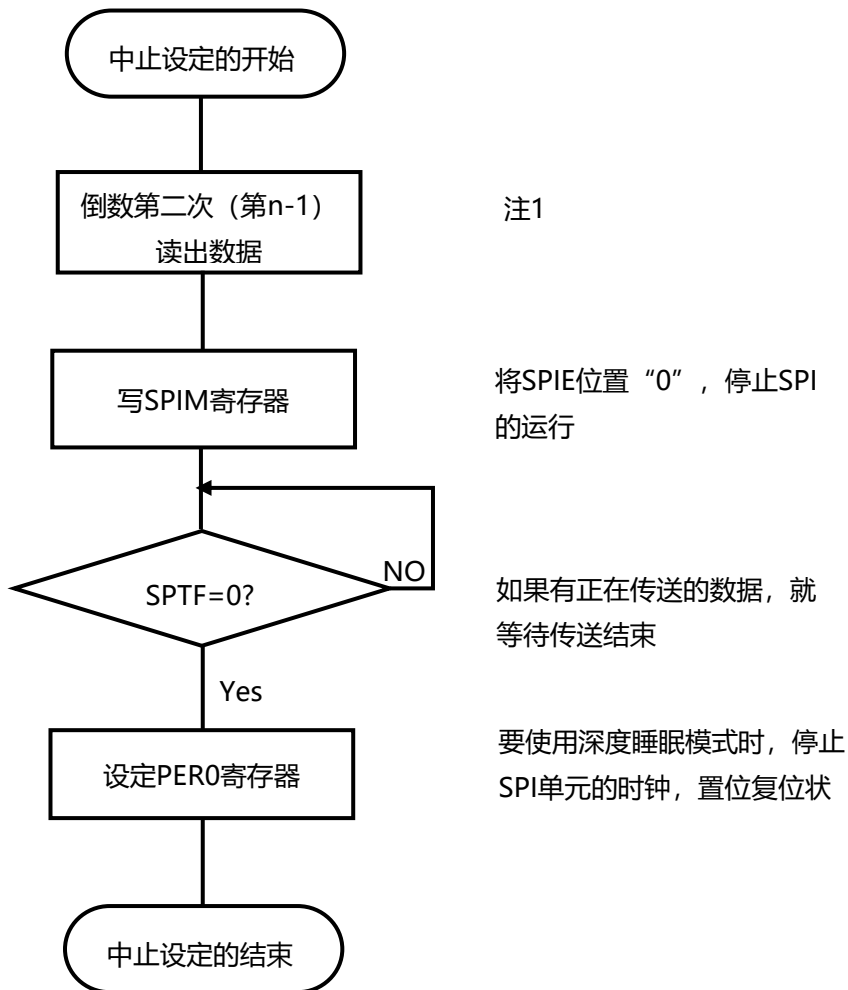 中止设定的开始
倒数第二次（第n-1）
读出数据
注1
写SPIM寄存器
将SPIE位置“0”，停止SPI
的运行
SPTF=0?
NO
如果有正在传送的数据，就
等待传送结束
Yes
设定PER0寄存器
要使用深度睡眠模式时，停止
SPI单元的时钟，置位复位状
中止设定的结束